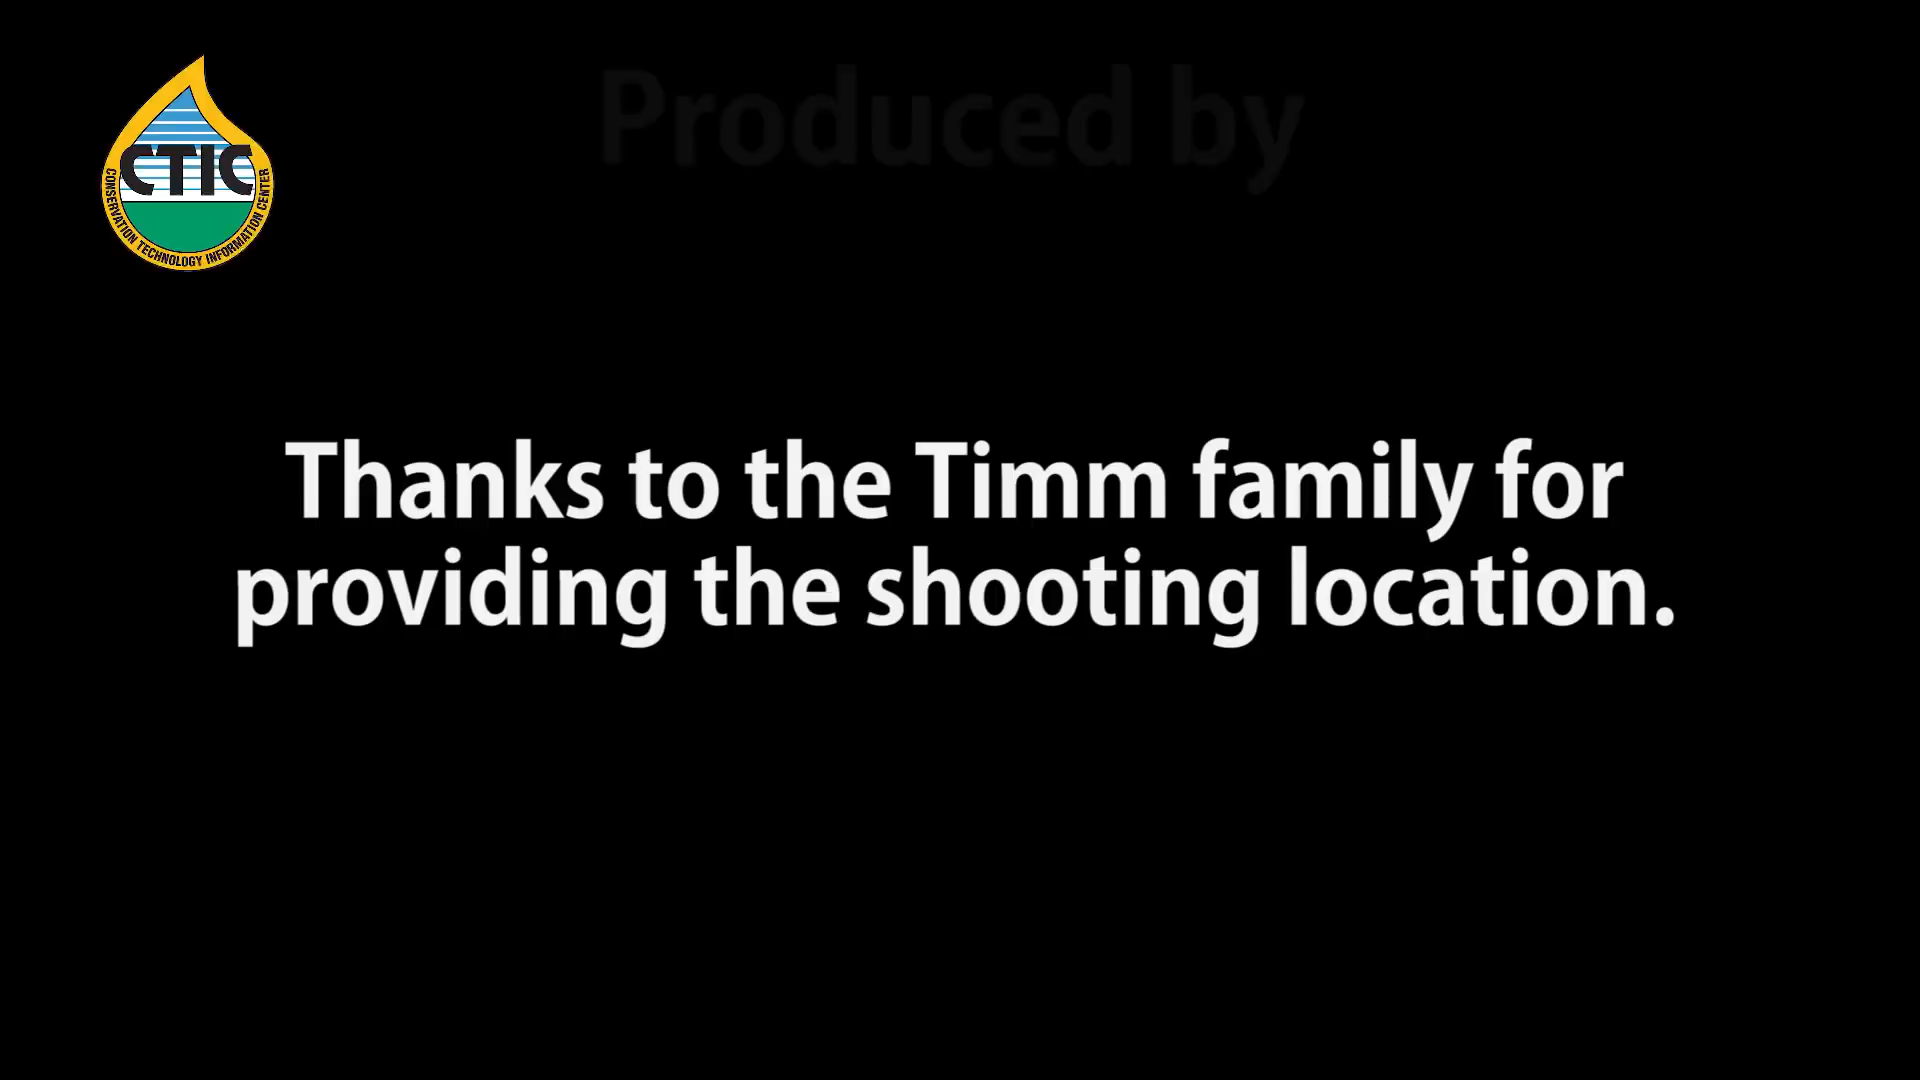 Produced by
CTIC
CONSERVATION TECHNOLOGY INFORMATION CENTER
Thanks to the Timm family for
providing the shooting location.